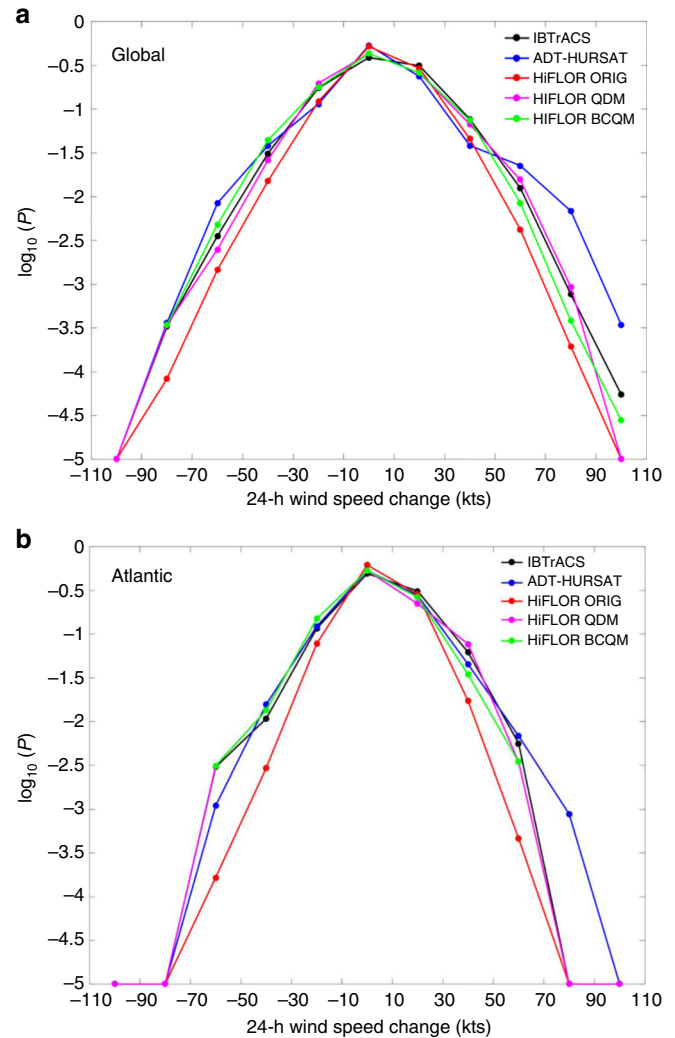 a
Global
IBTrACS
ADT-HURSAT
HiFLOR ORIG
HIFLOR QDM
HIFLOR BCQM
0
–0.5
–1
–1.5
–2
–2.5
–3
–3.5
–4
–4.5
–5
log10 (P)
–110 –90 –70 –50 –30 –10 10 30 50 70 90 110
24-h wind speed change (kts)
b
Atlantic
IBTrACS
ADT-HURSAT
HiFLOR ORIG
HiFLOR QDM
HiFLOR BCQM
0
–0.5
–1
–1.5
–2
–2.5
–3
–3.5
–4
–4.5
–5
log10 (P)
–110 –90 –70 –50 –30 –10 10 30 50 70 90 110
24-h wind speed change (kts)